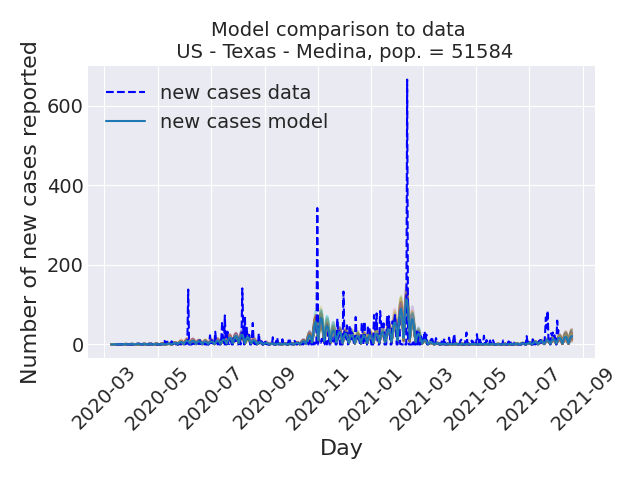 Model comparison to data
US - Texas - Medina, pop. = 51584
Number of new cases reported
600
400
200
0
new cases data
new cases model
2020-03
2020-05
2020-07
2020-09
2020-11
2021-01
2021-03
2021-05
2021-07
2021-09
Day